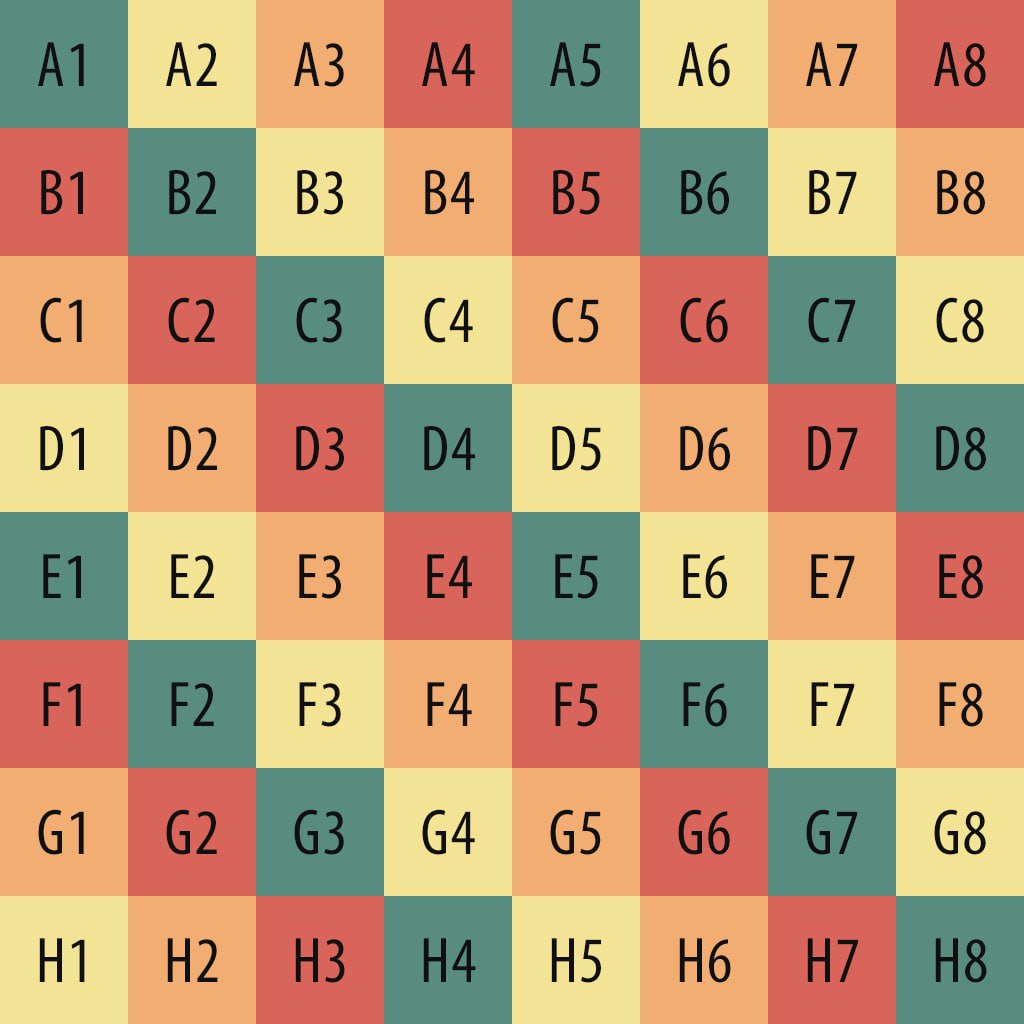 A1 A2 A3 A4 A5 A6 A7 A8
B1 B2 B3 B4 B5 B6 B7 B8
C1 C2 C3 C4 C5 C6 C7 C8
D1 D2 D3 D4 D5 D6 D7 D8
E1 E2 E3 E4 E5 E6 E7 E8
F1 F2 F3 F4 F5 F6 F7 F8
G1 G2 G3 G4 G5 G6 G7 G8
H1 H2 H3 H4 H5 H6 H7 H8